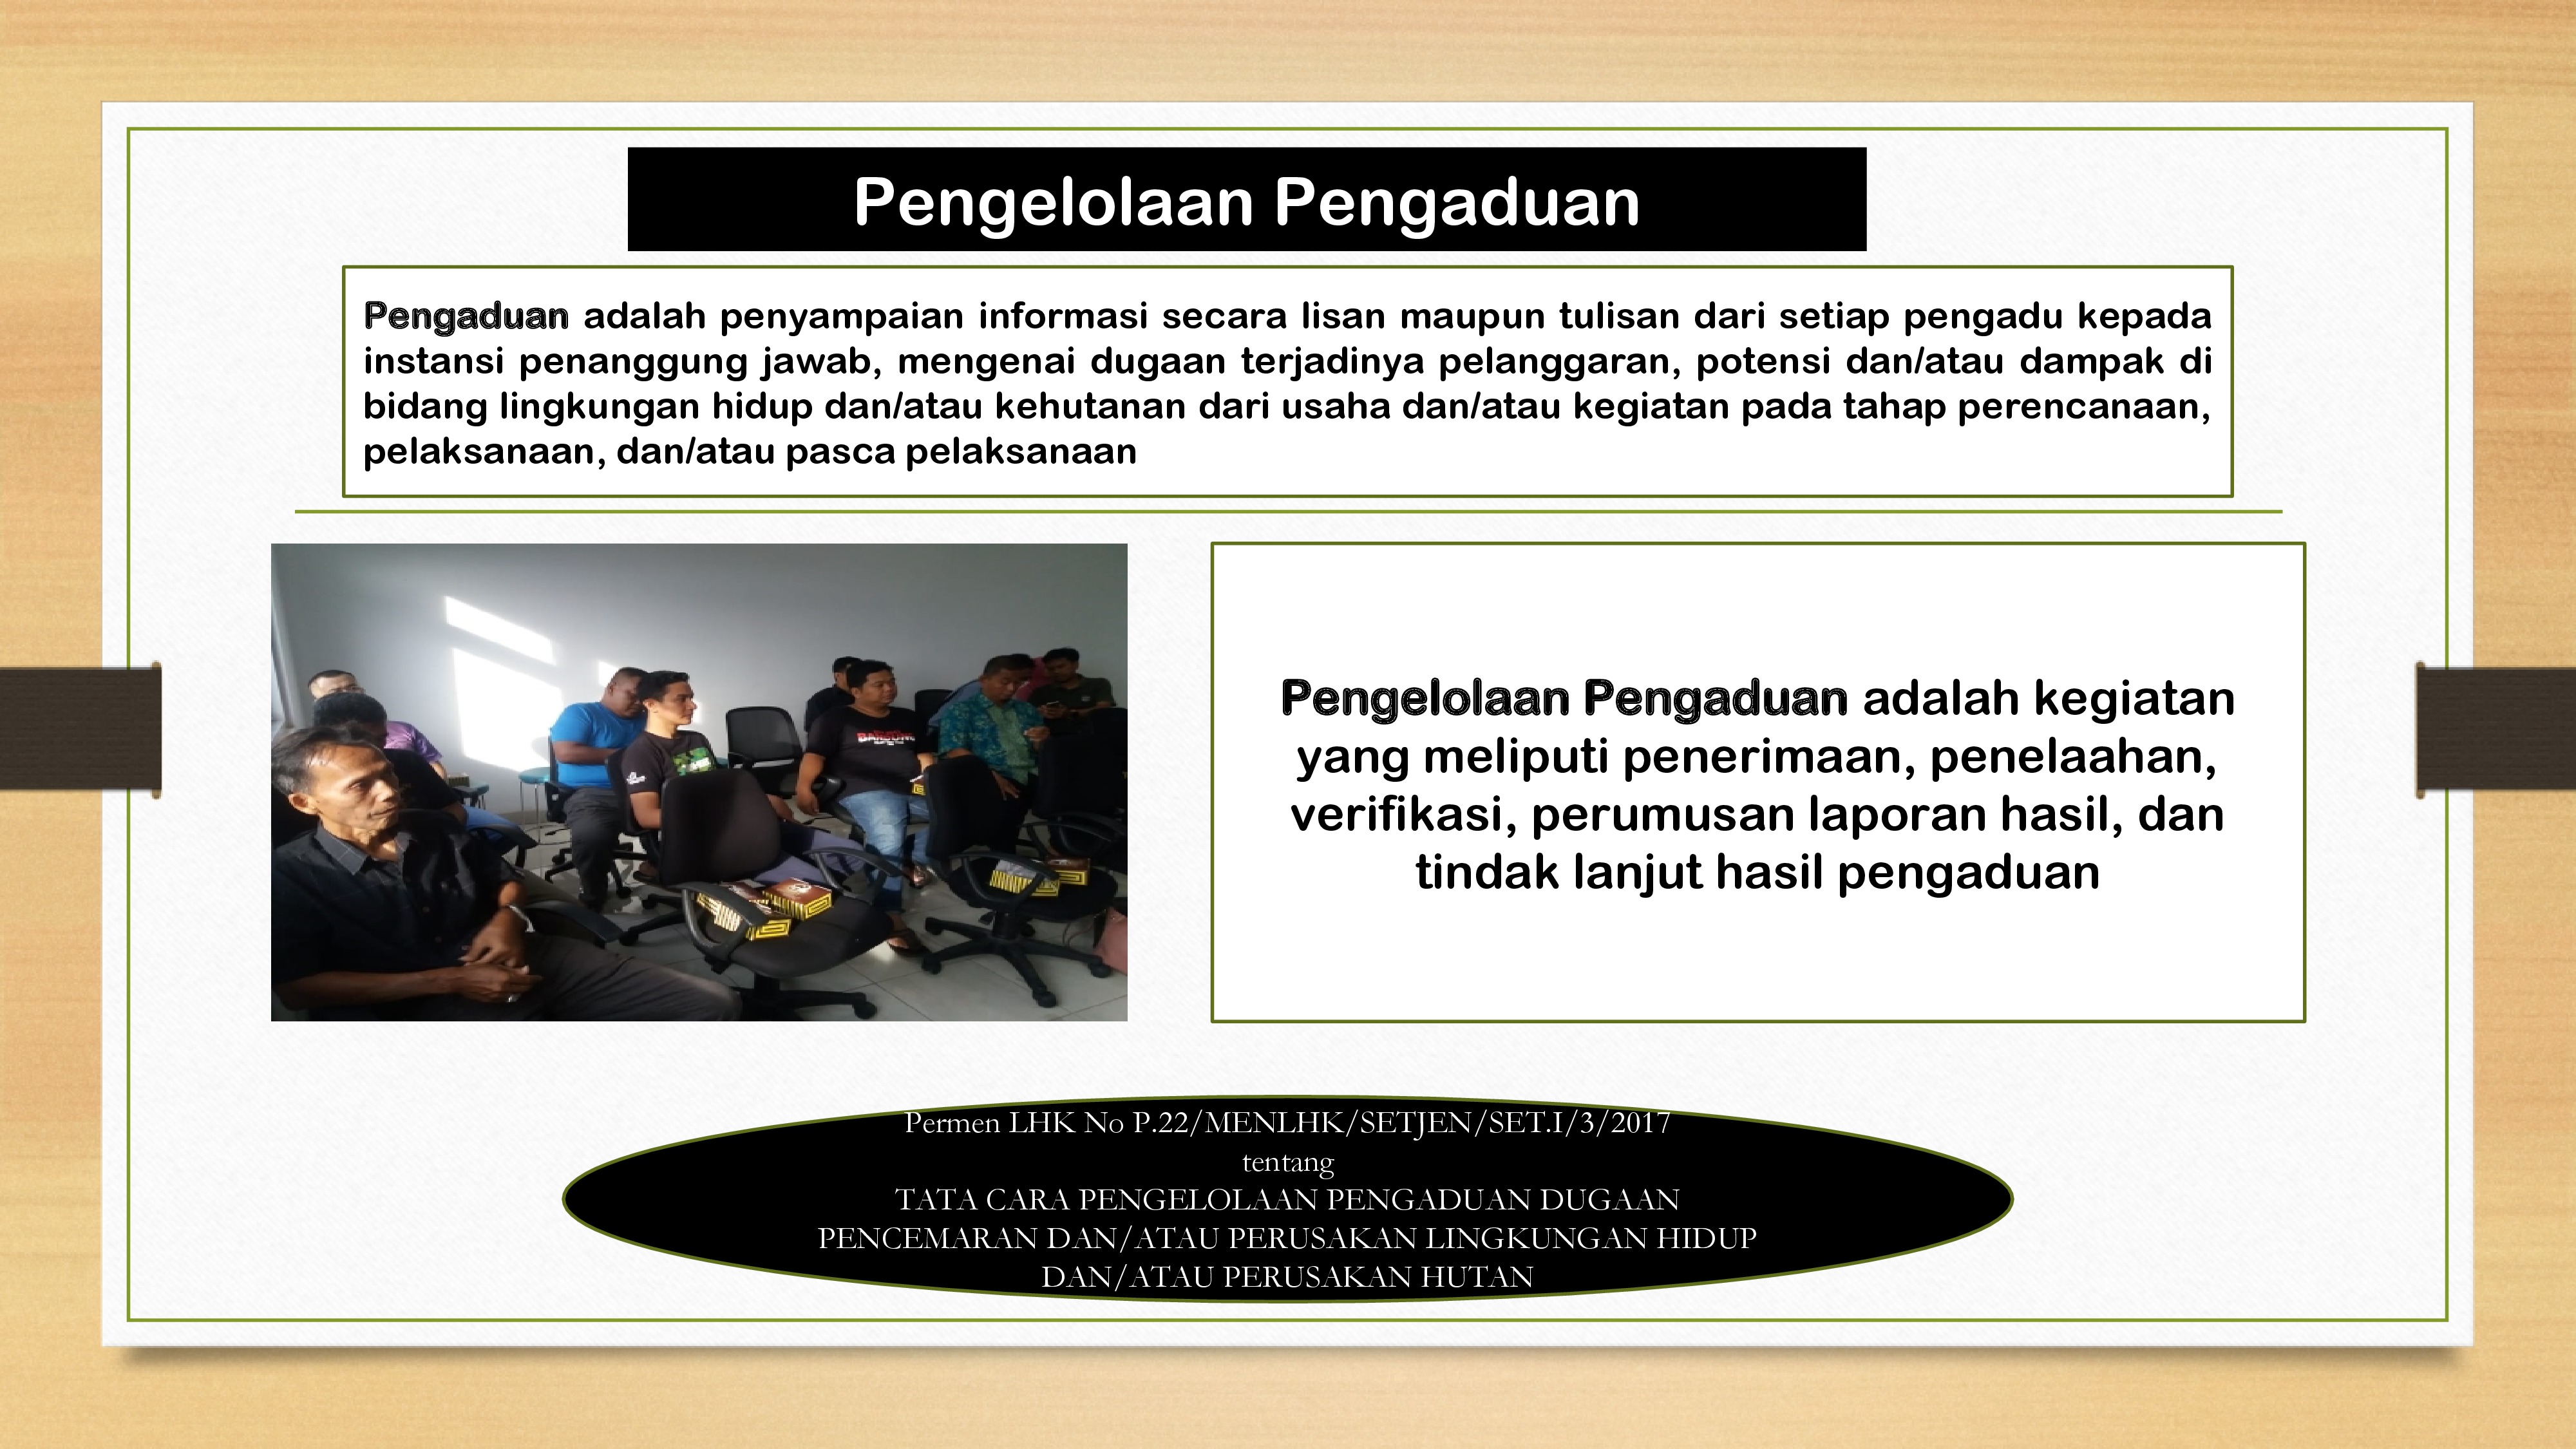 Pengelolaan Pengaduan
Pengaduan adalah penyampaian informasi secara lisan maupun tulisan dari setiap pengadu kepada
instansi penanggung jawab, mengenai dugaan terjadinya pelanggaran, potensi dan/atau dampak di
bidang lingkungan hidup dan/atau kehutanan dari usaha dan/atau kegiatan pada tahap perencanaan,
pelaksanaan, dan/atau pasca pelaksanaan
Pengelolaan Pengaduan adalah kegiatan
yang meliputi penerimaan, penelaahan,
verifikasi, perumusan laporan hasil, dan
tindak lanjut hasil pengaduan
Permen LHK No P.22/MENLHK/SETJEN/SET.I/3/2017
tentang
TATA CARA PENGELOLAAN PENGADUAN DUGAAN
PENCEMARAN DAN/ATAU PERUSAKAN LINGKUNGAN HIDUP
DAN/ATAU PERUSAKAN HUTAN